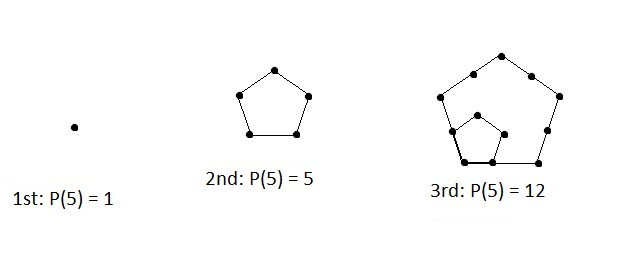 1st: P(5) = 1
2nd: P(5) = 5
3rd: P(5) = 12